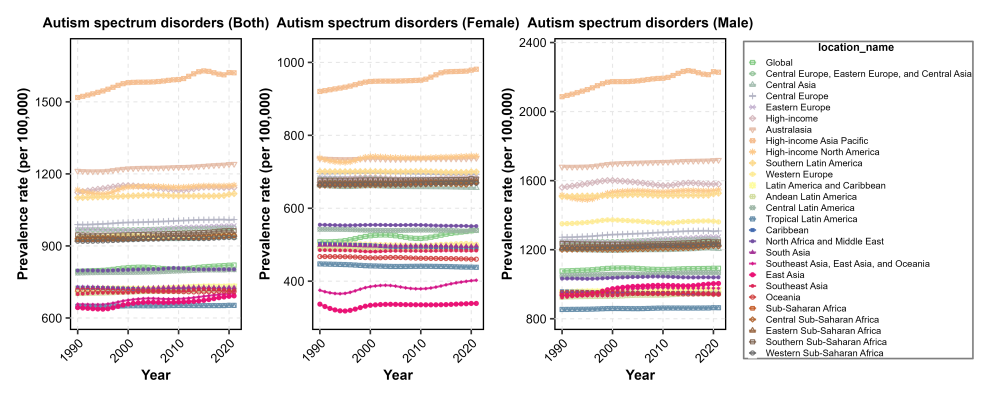 Autism spectrum disorders (Both)
Prevalence rate (per 100,000)
1500
1200
900
600
1990
2000
2010
2020
Year
Autism spectrum disorders (Female)
Prevalence rate (per 100,000)
1000
800
600
400
1990
2000
2010
2020
Year
Autism spectrum disorders (Male)
Prevalence rate (per 100,000)
2400
2000
1600
1200
800
1990
2000
2010
2020
Year
location_name
Global
Central Europe, Eastern Europe, and Central Asia
Central Asia
Central Europe
Eastern Europe
High-income
Australasia
High-income Asia Pacific
High-income North America
Southern Latin America
Western Europe
Latin America and Caribbean
Andean Latin America
Central Latin America
Tropical Latin America
Caribbean
North Africa and Middle East
South Asia
Southeast Asia, East Asia, and Oceania
East Asia
Southeast Asia
Oceania
Sub-Saharan Africa
Central Sub-Saharan Africa
Eastern Sub-Saharan Africa
Southern Sub-Saharan Africa
Western Sub-Saharan Africa